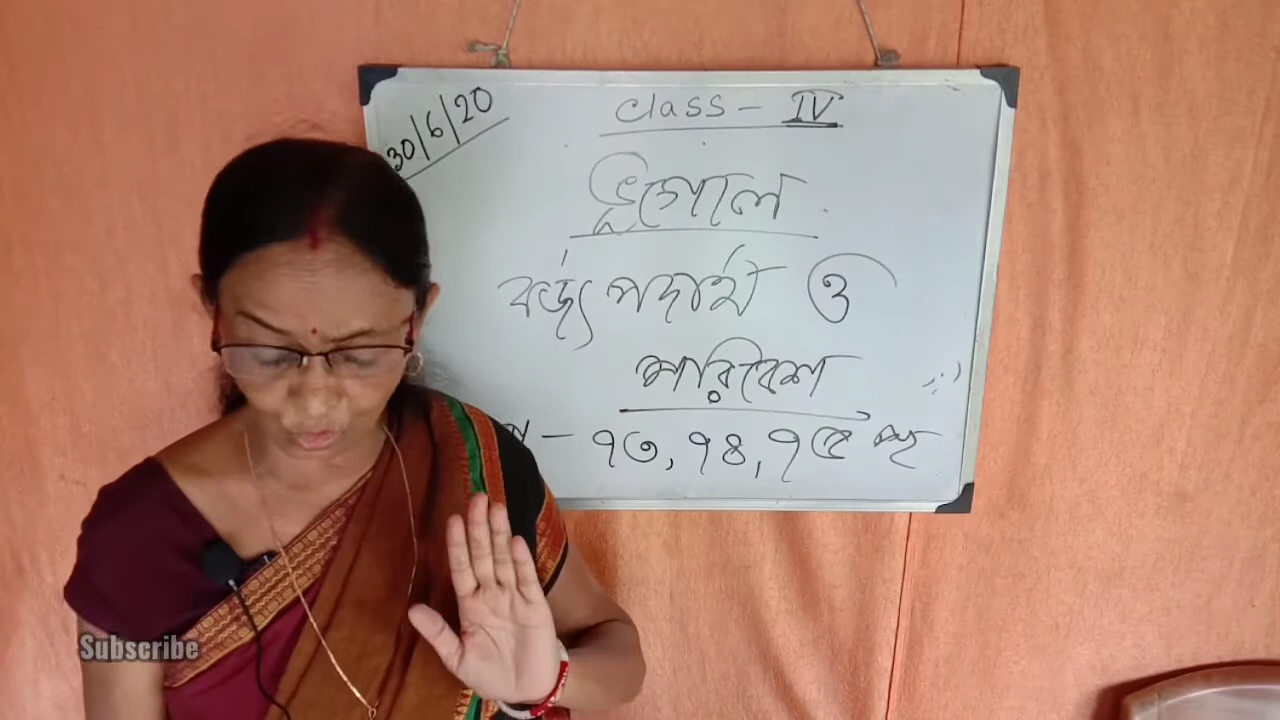 30/6/20
Class - IV
ভূগোল
বর্জ্য পদার্থ ও
পরিবেশ
- ৭৩, ৭৪, ৭৫ পৃঃ
Subscribe